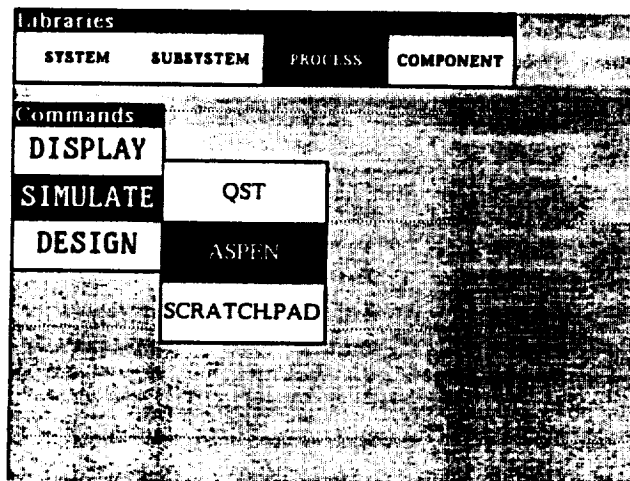 Libraries
SYSTEM SUBSYSTEM PROCESS COMPONENT
Commands
DISPLAY
SIMULATE
QST
DESIGN
ASPEN
SCRATCH.PAD